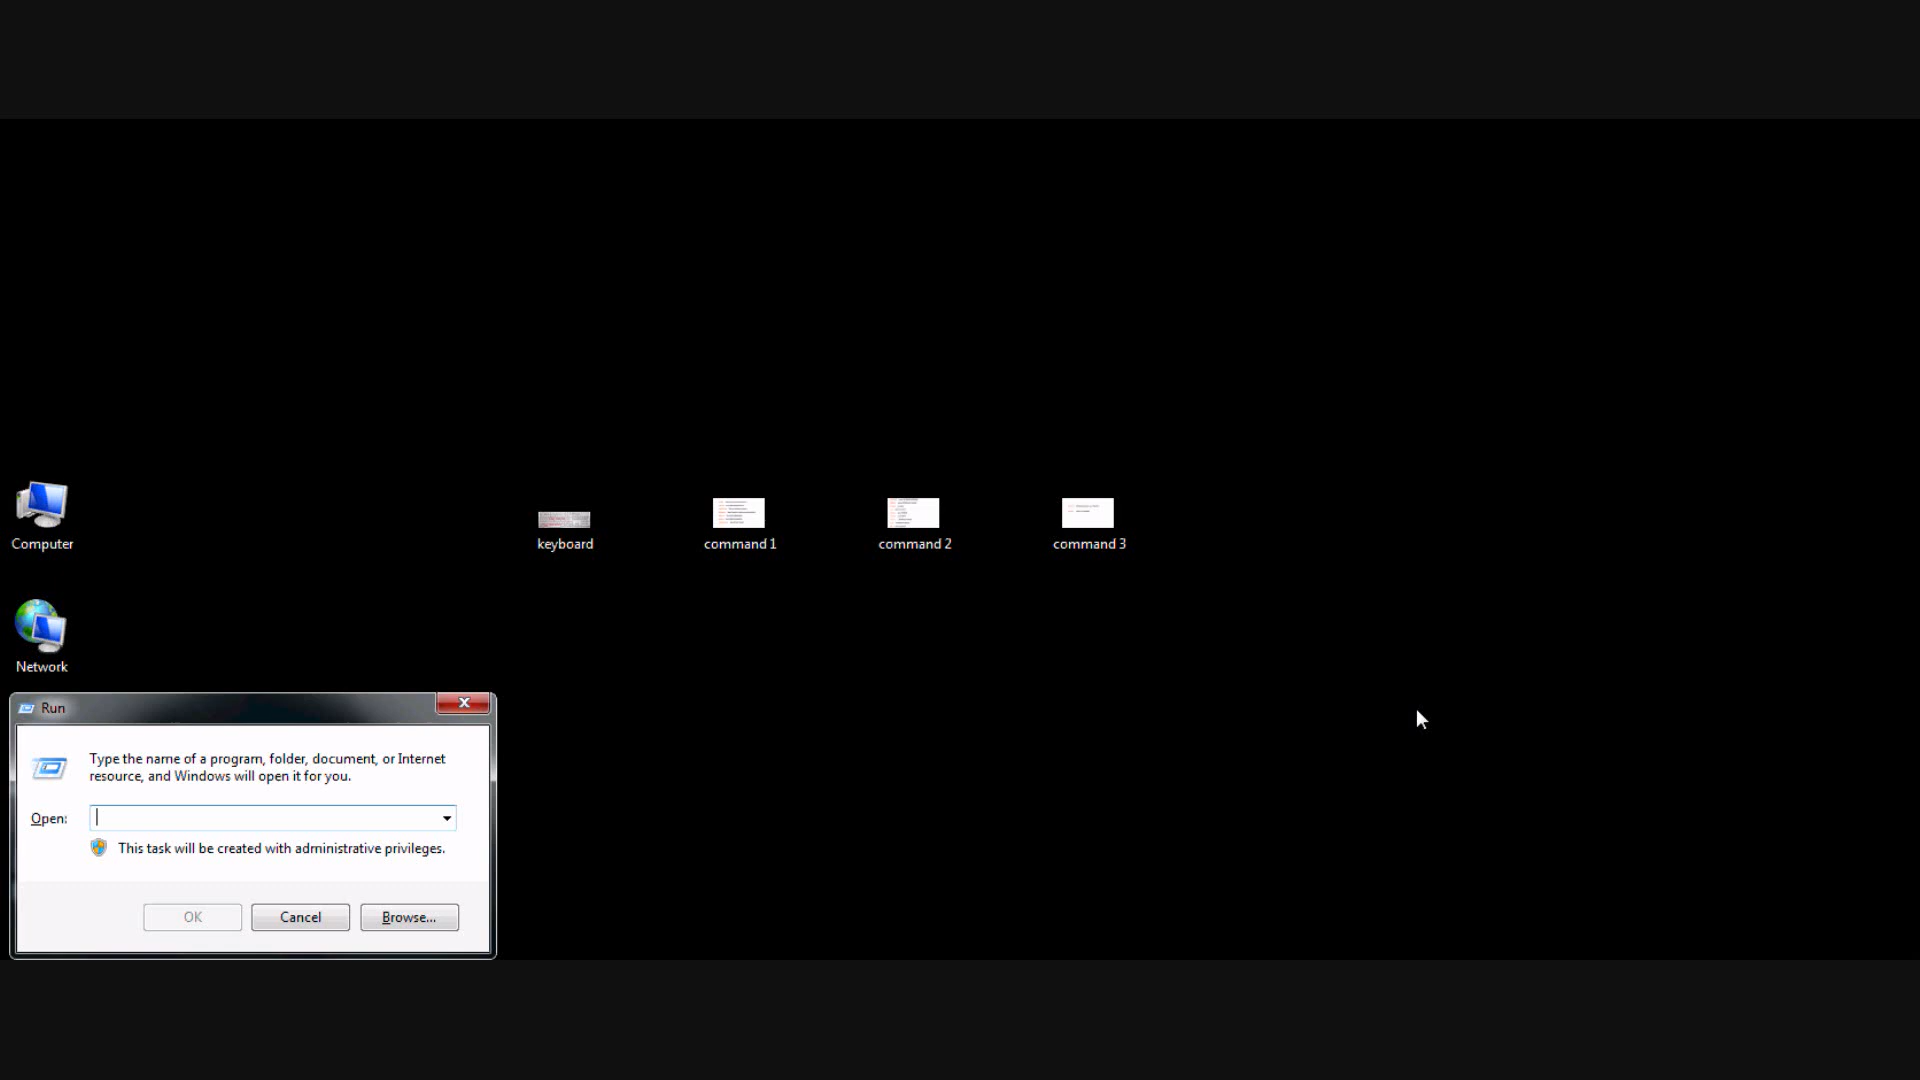 Computer
keyboard
command 1
command 2
command 3
Network
Run
Type the name of a program, folder, document, or Internet
resource, and Windows will open it for you.
Open:
This task will be created with administrative privileges.
OK
Cancel
Browse...